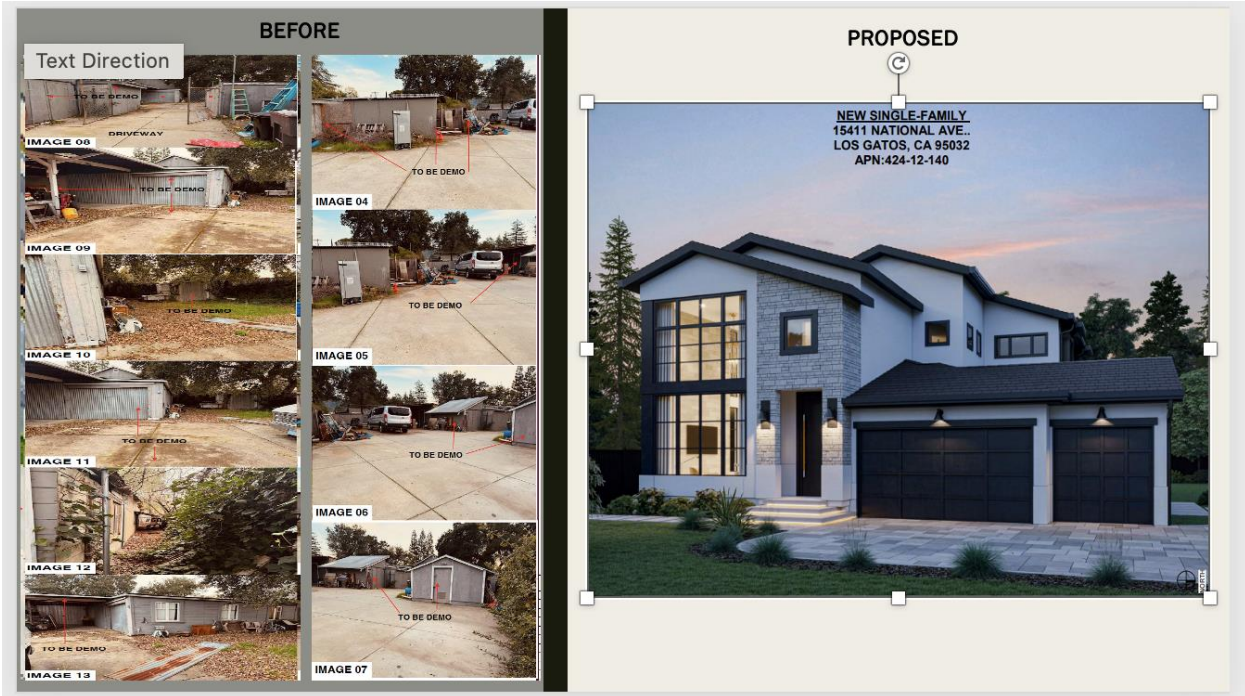 BEFORE
Text Direction
TO BE DEMO
DRIVEWAY
IMAGE 08
TO BE DEMO
IMAGE 09
TO BE DEMO
IMAGE 10
TO BE DEMO
IMAGE 11
IMAGE 12
TO BE DEMO
IMAGE 13
TO BE DEMO
IMAGE 04
TO BE DEMO
IMAGE 05
TO BE DEMO
IMAGE 06
TO BE DEMO
IMAGE 07
PROPOSED
NEW SINGLE-FAMILY
15411 NATIONAL AVE..
LOS GATOS, CA 95032
APN:424-12-140
NORTH